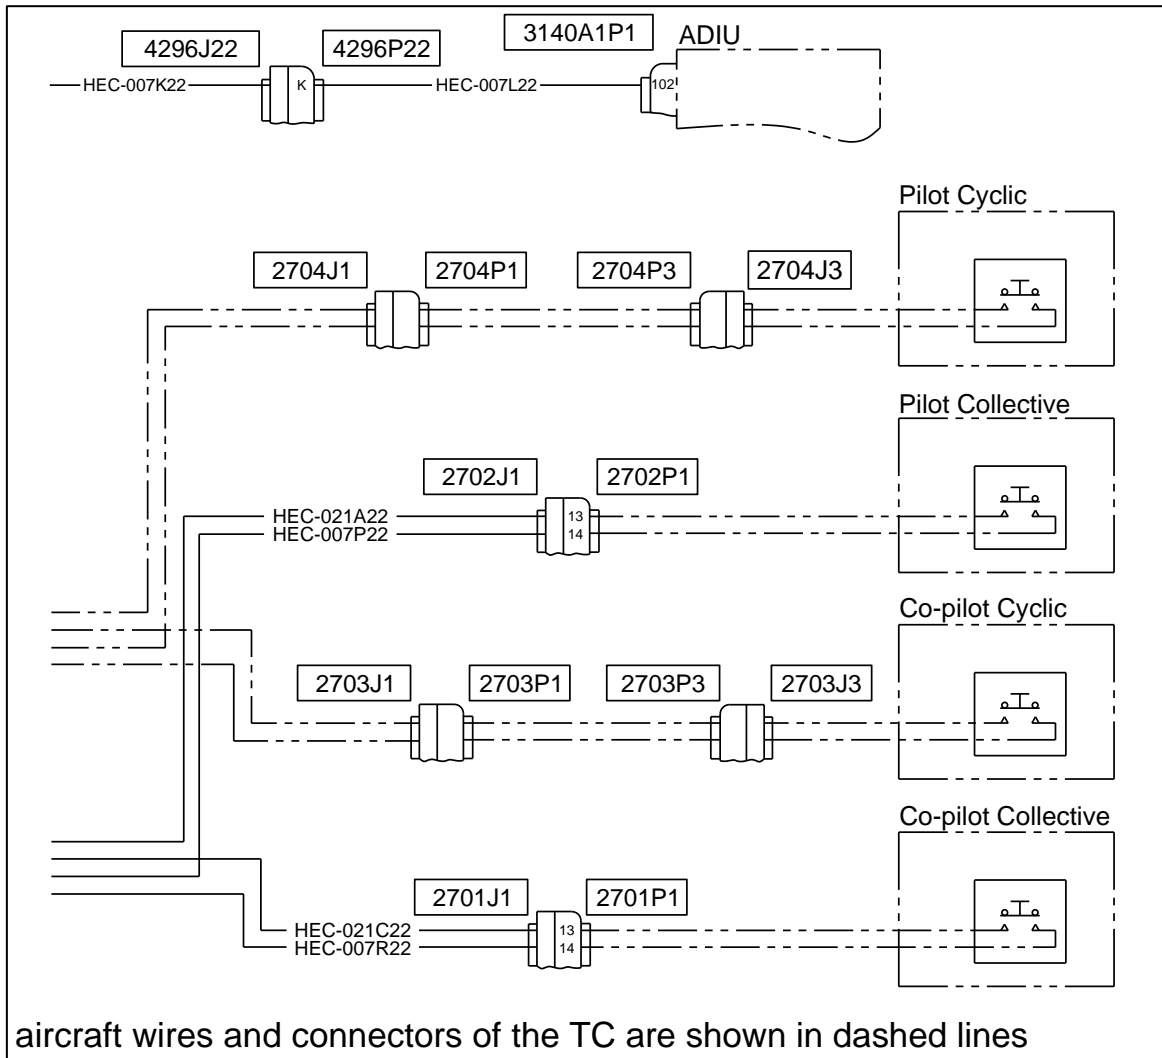 3140A1P1 ADIU
4296J22 4296P22
HEC-007K22 K HEC-007L22 102
Pilot Cyclic
2704J1 2704P1 2704P3 2704J3
Pilot Collective
2702J1 2702P1
HEC-021A22 13
HEC-007P22 14
Co-pilot Cyclic
2703J1 2703P1 2703P3 2703J3
Co-pilot Collective
2701J1 2701P1
HEC-021C22 13
HEC-007R22 14
aircraft wires and connectors of the TC are shown in dashed lines